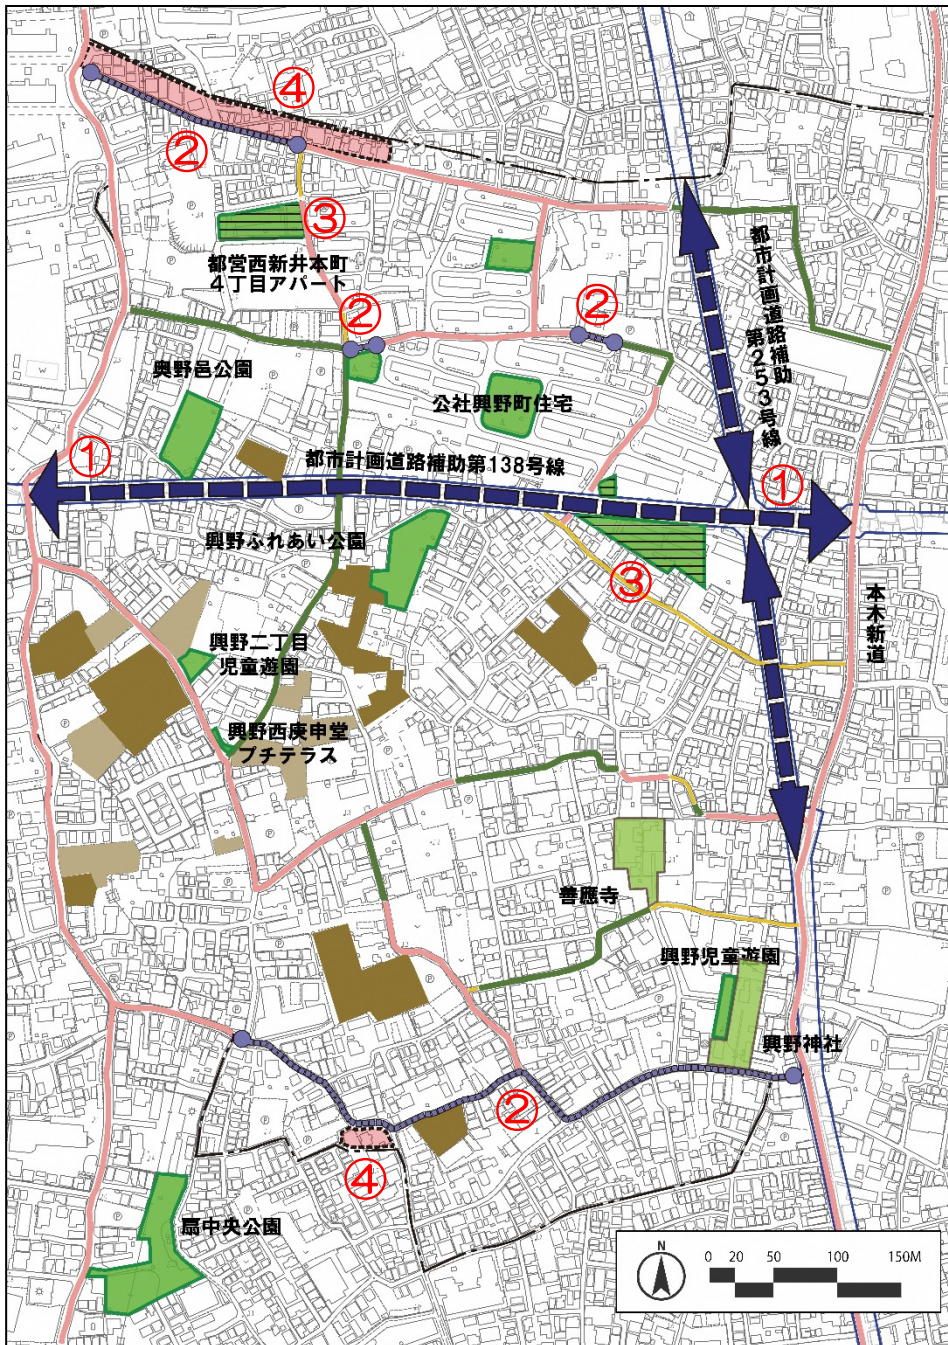 ④
②
③
都営西新井本町
４丁目アパート
都市計画道路補助
第253号線
②
②
奥野邑公園
公社興野町住宅
①
都市計画道路補助第138号線
①
興野ふれあい公園
③
本木新道
興野二丁目
児童遊園
興野西庚申堂
プチテラス
善應寺
興野児童遊園
興野神社
②
④
扇中央公園
N
0 20 50 100 150M